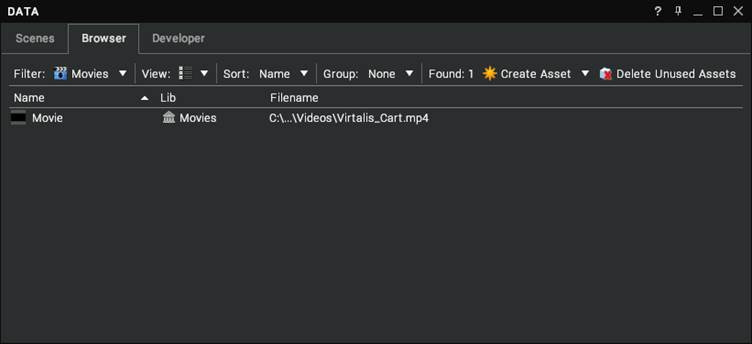 DATA
Scenes Browser Developer
Filter: Movies View: Sort: Name Group: None Found: 1 Create Asset Delete Unused Assets
Name Lib Filename
Movie Movies C:\...\Videos\Virtalis_Cart.mp4